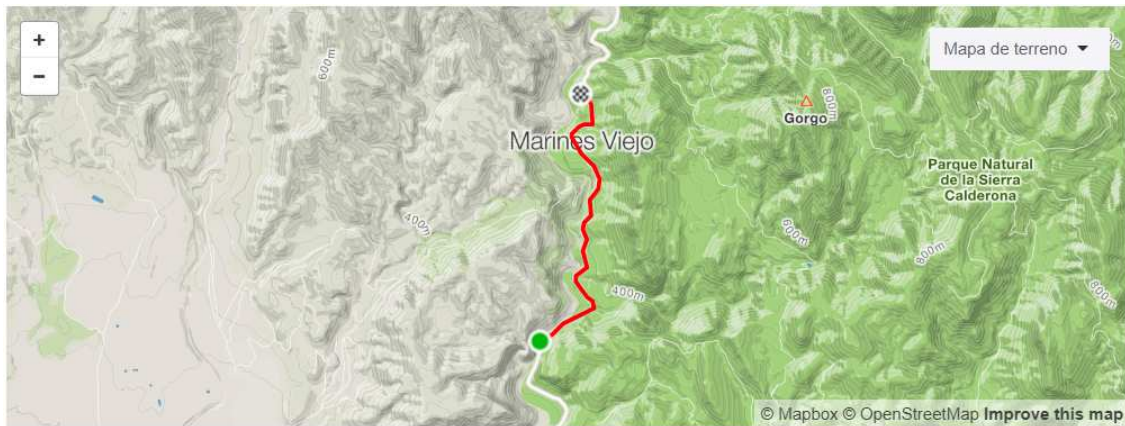 +
−
Mapa de terreno
600m
800m
Gorgo
Marines Viejo
Parque Natural
de la Sierra
Calderona
400m
600m
800m
400m
800m
© Mapbox © OpenStreetMap Improve this map